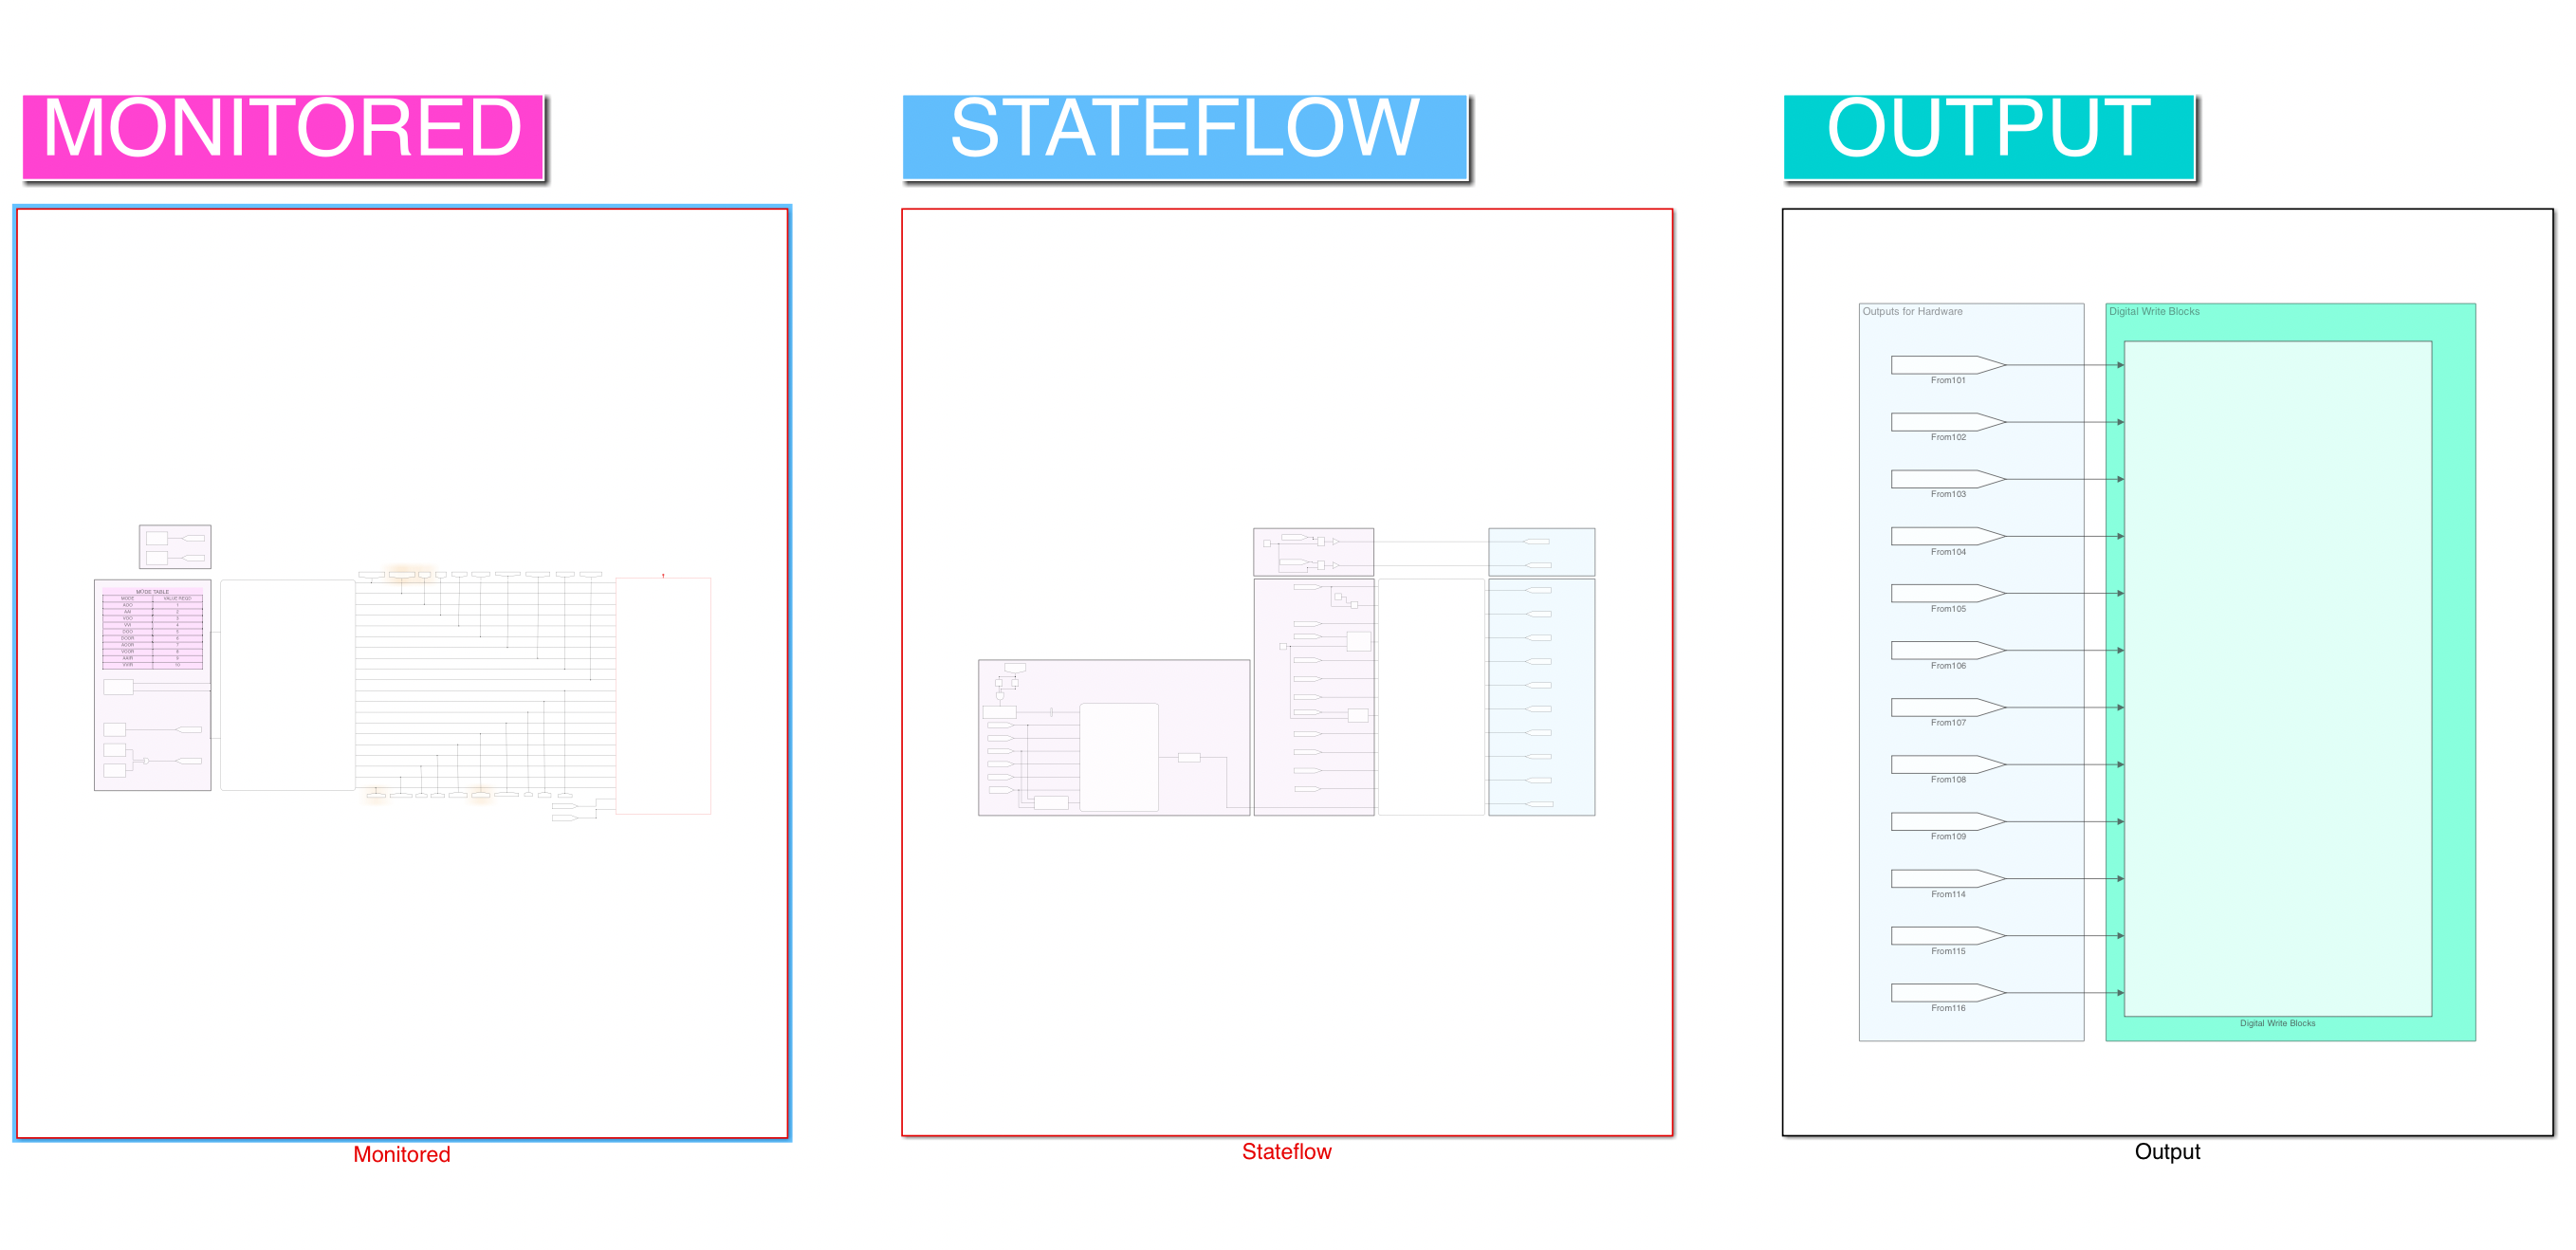 MONITORED
STATEFLOW
OUTPUT
MODE TABLE
MODE VALUE REQD
AOO 1
AAI 2
VOO 3
VVI 4
DOO 5
DOOR 6
AOOR 7
VOOR 8
AAIR 9
VVIR 10
Monitored
Stateflow
Outputs for Hardware
Digital Write Blocks
From101
From102
From103
From104
From105
From106
From107
From108
From109
From114
From115
From116
Digital Write Blocks
Output